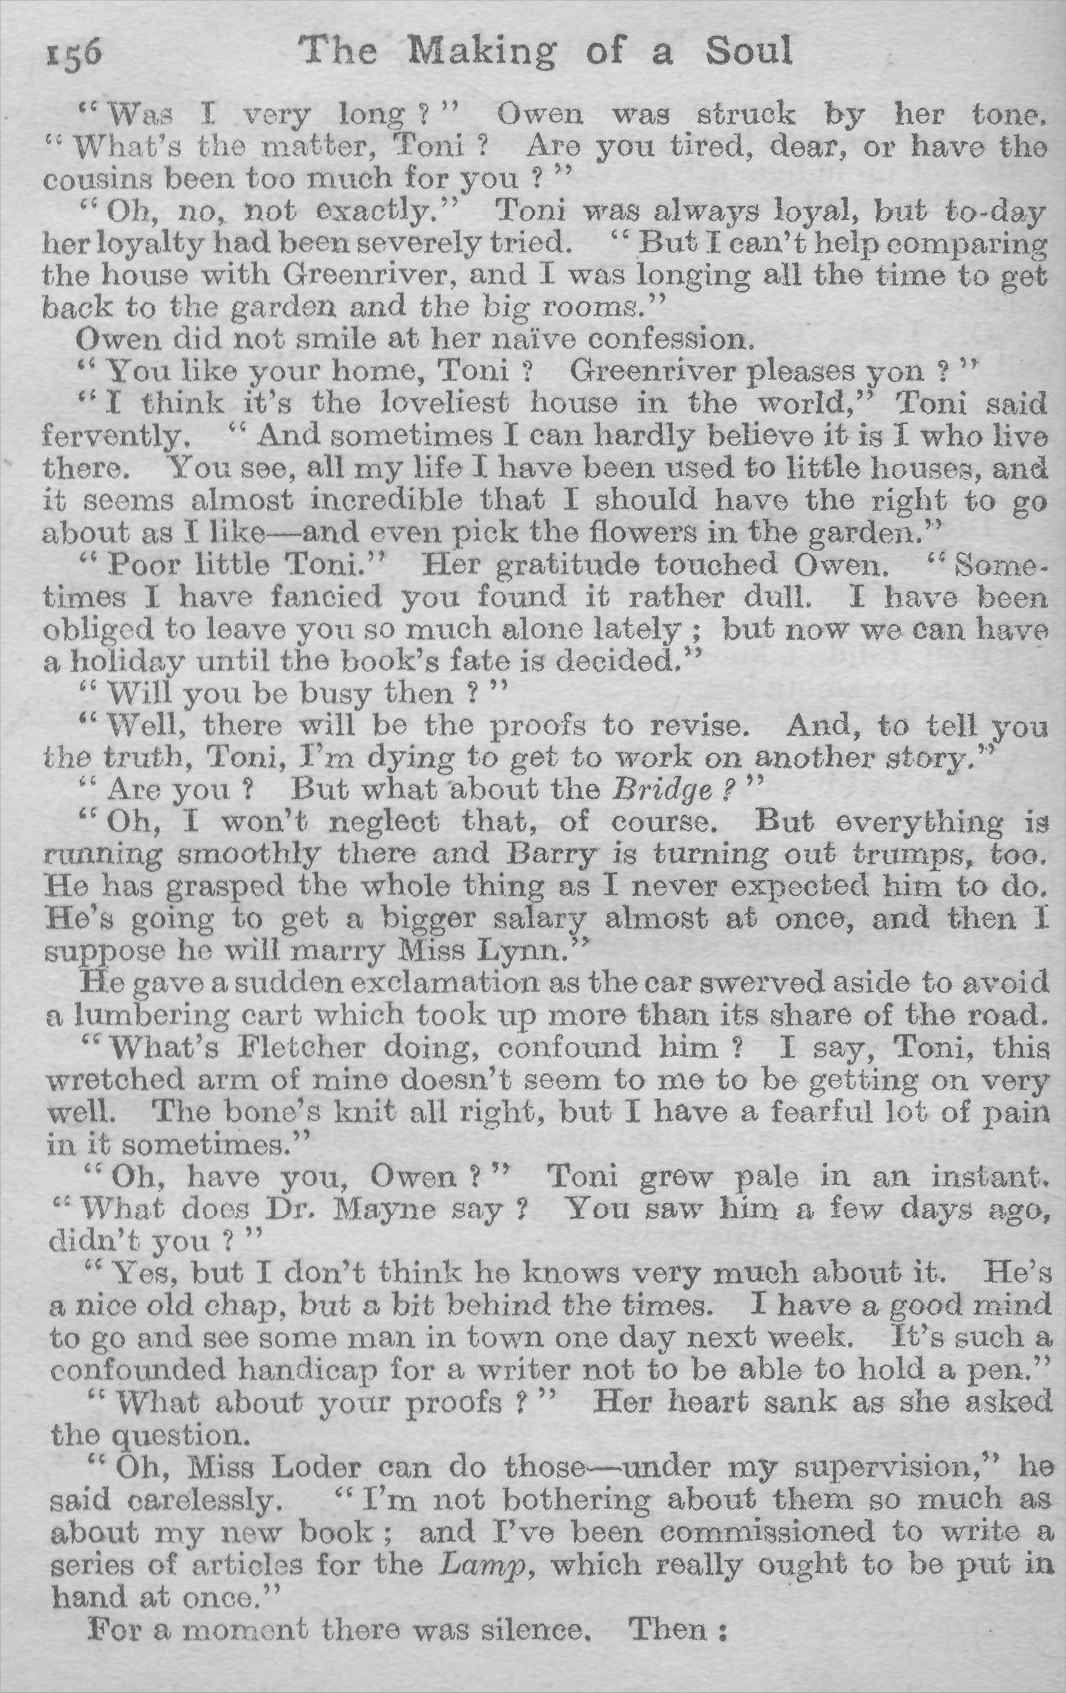 156 The Making of a Soul
“Was I very long?” Owen was struck by her tone.
“What’s the matter, Toni? Are you tired, dear, or have the
cousins been too much for you?”
“Oh, no, not exactly.” Toni was always loyal, but to-day
her loyalty had been severely tried. “But I can’t help comparing
the house with Greenriver, and I was longing all the time to get
back to the garden and the big rooms.”
Owen did not smile at her naïve confession.
“You like your home, Toni? Greenriver pleases yon?”
“I think it’s the loveliest house in the world,” Toni said
fervently. “And sometimes I can hardly believe it is I who live
there. You see, all my life I have been used to little houses, and
it seems almost incredible that I should have the right to go
about as I like—and even pick the flowers in the garden.”
“Poor little Toni.” Her gratitude touched Owen. “Some-
times I have fancied you found it rather dull. I have been
obliged to leave you so much alone lately; but now we can have
a holiday until the book’s fate is decided.”
“Will you be busy then?”
“Well, there will be the proofs to revise. And, to tell you
the truth, Toni, I’m dying to get to work on another story.”
“Are you? But what about the Bridge?”
“Oh, I won’t neglect that, of course. But everything is
running smoothly there and Barry is turning out trumps, too.
He has grasped the whole thing as I never expected him to do.
He’s going to get a bigger salary almost at once, and then I
suppose he will marry Miss Lynn.”
He gave a sudden exclamation as the car swerved aside to avoid
a lumbering cart which took up more than its share of the road.
“What’s Fletcher doing, confound him? I say, Toni, this
wretched arm of mine doesn’t seem to me to be getting on very
well. The bone’s knit all right, but I have a fearful lot of pain
in it sometimes.”
“Oh, have you, Owen?” Toni grew pale in an instant.
“What does Dr. Mayne say? You saw him a few days ago,
didn’t you?”
“Yes, but I don’t think he knows very much about it. He’s
a nice old chap, but a bit behind the times. I have a good mind
to go and see some man in town one day next week. It’s such a
confounded handicap for a writer not to be able to hold a pen.”
“What about your proofs?” Her heart sank as she asked
the question.
“Oh, Miss Loder can do those—under my supervision,” he
said carelessly. “I’m not bothering about them so much as
about my new book; and I’ve been commissioned to write a
series of articles for the Lamp, which really ought to be put in
hand at once.”
For a moment there was silence. Then: